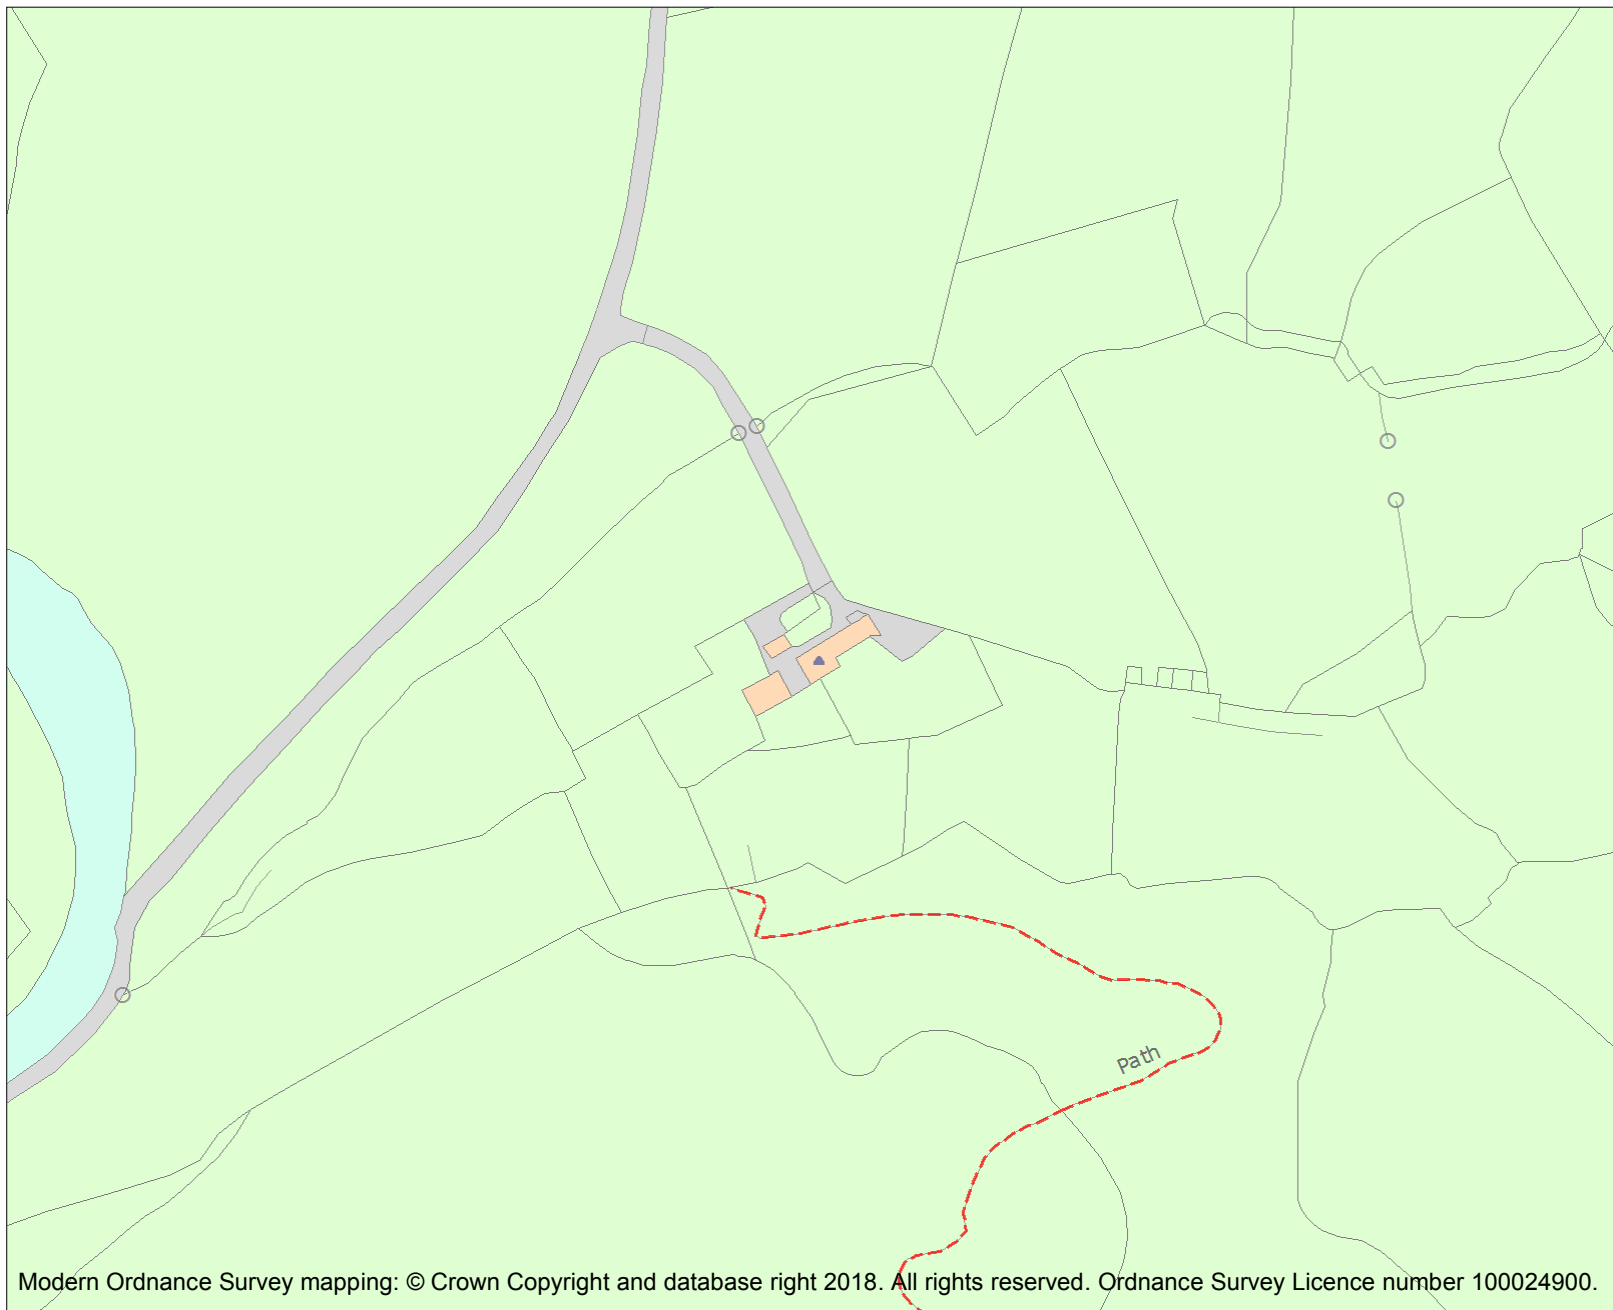 Path
Modern Ordnance Survey mapping: © Crown Copyright and database right 2018. All rights reserved. Ordnance Survey Licence number 100024900.